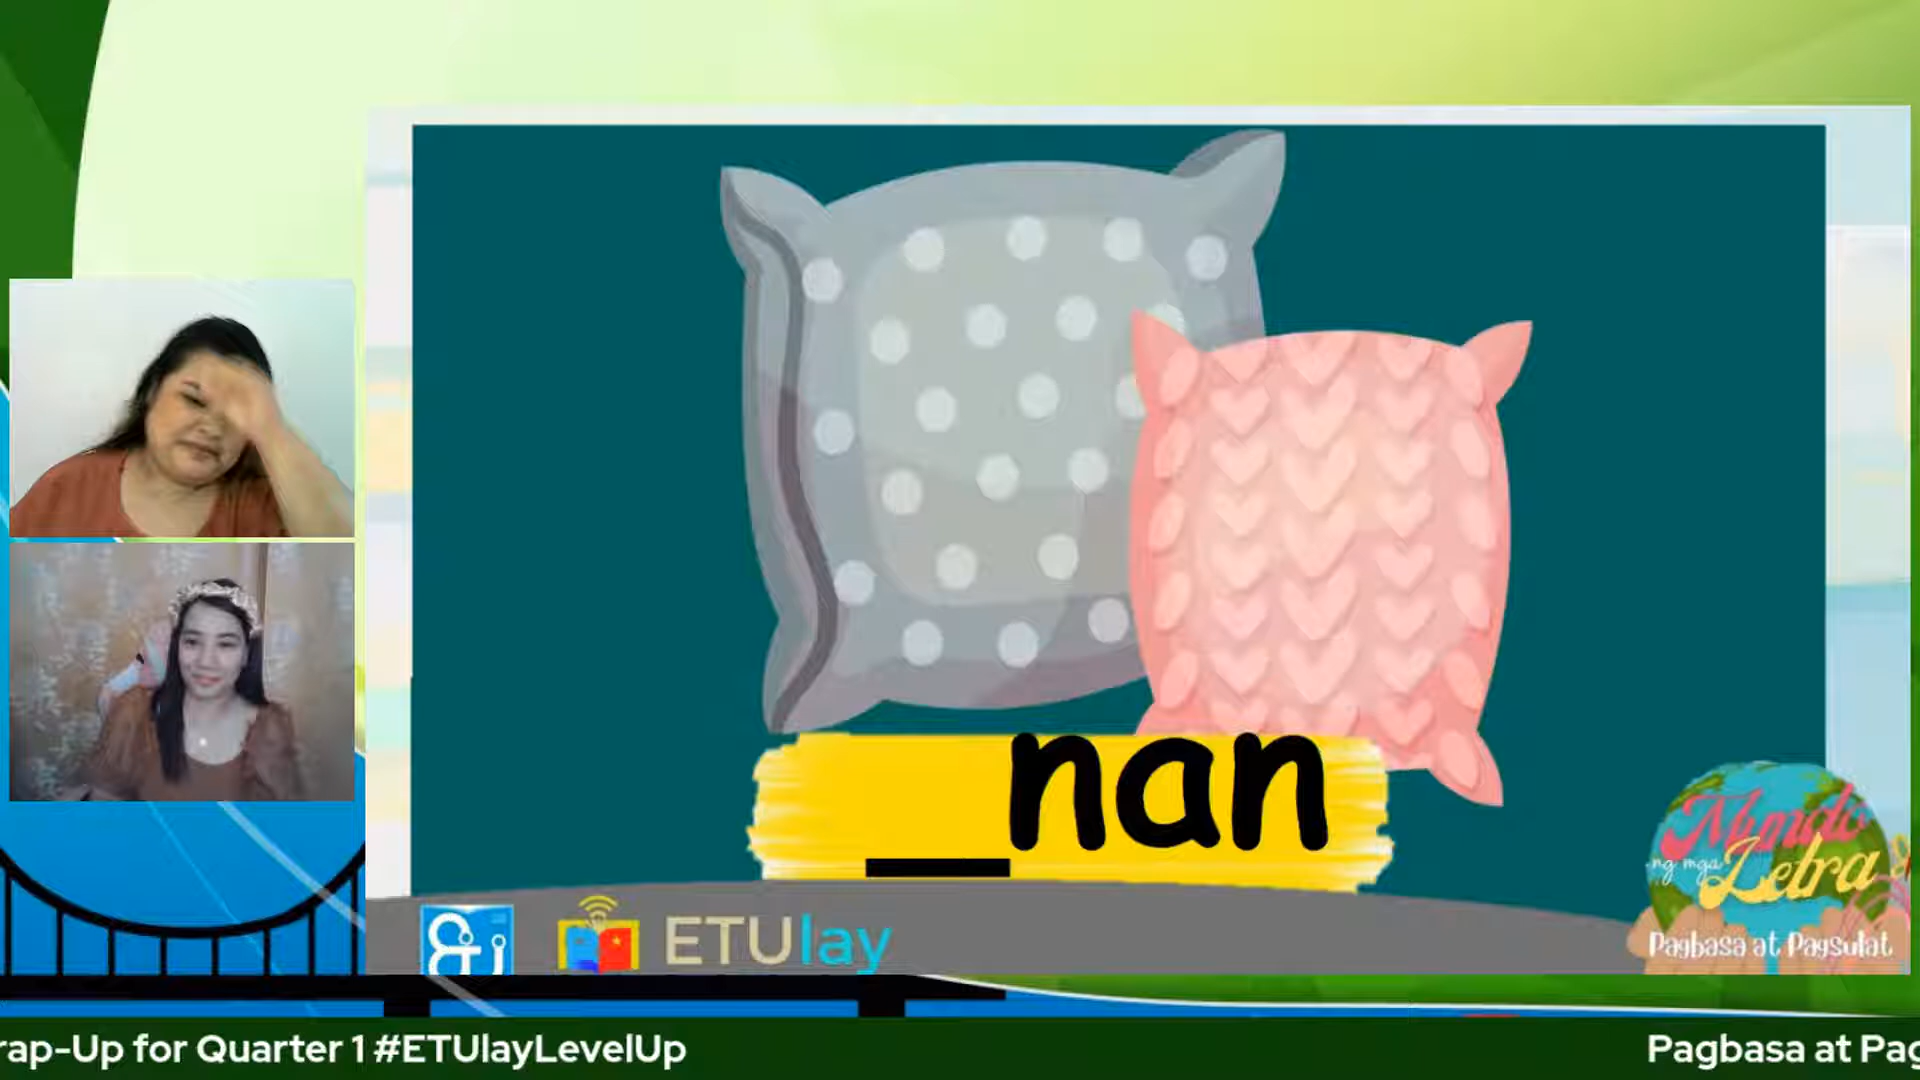 _nan
Mundo
ng mga
Letra
Pagbasa at Pagsulat
ETUlay
rap-Up for Quarter 1 #ETUlayLevelUp
Pagbasa at Pag